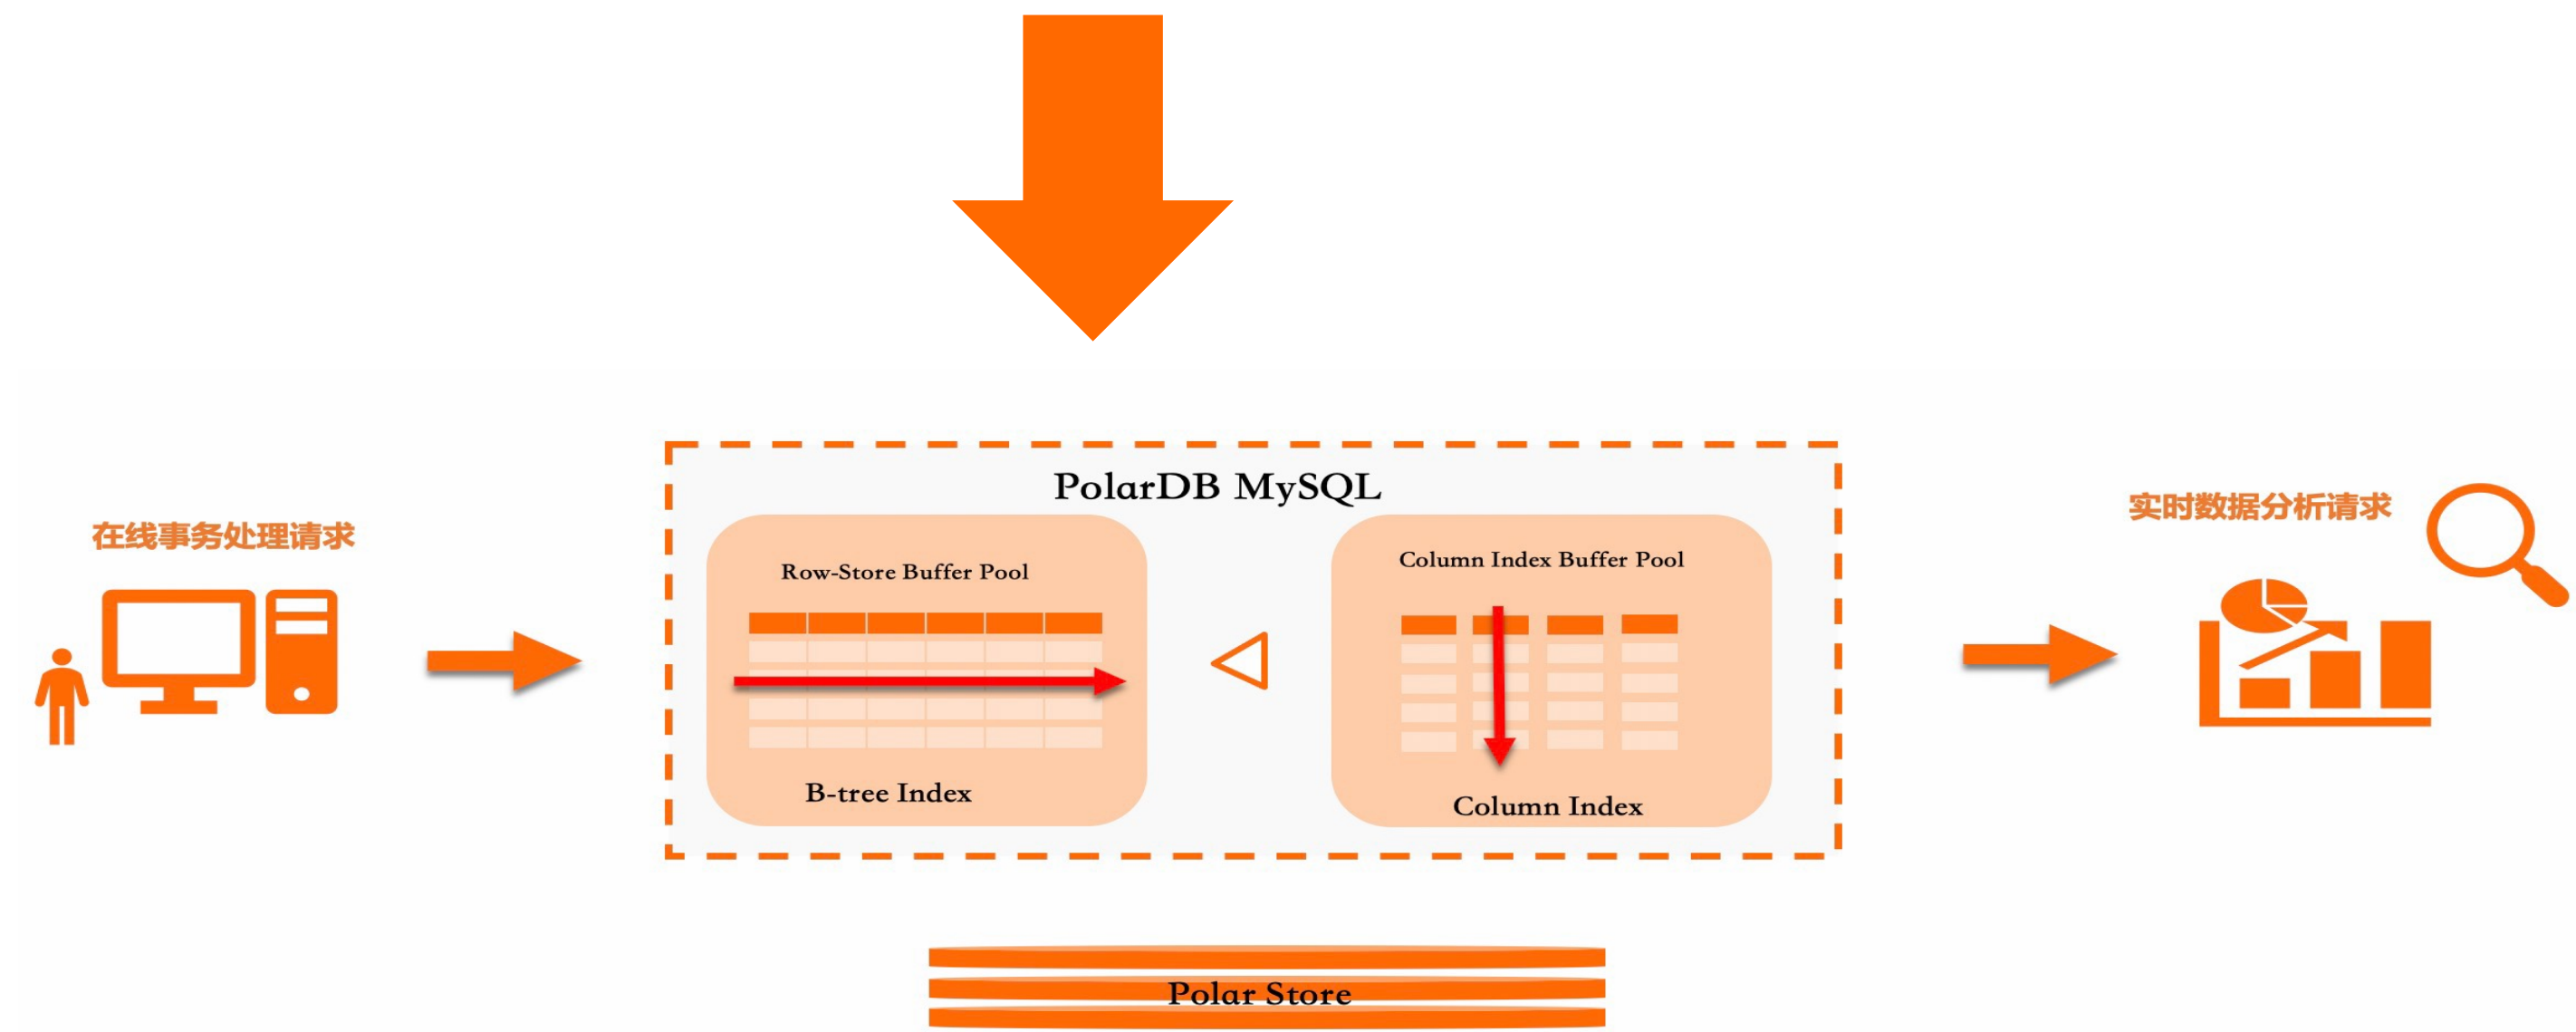 PolarDB MySQL
在线事务处理请求
实时数据分析请求
Row-Store Buffer Pool
Column Index Buffer Pool
B-tree Index
Column Index
Polar Store